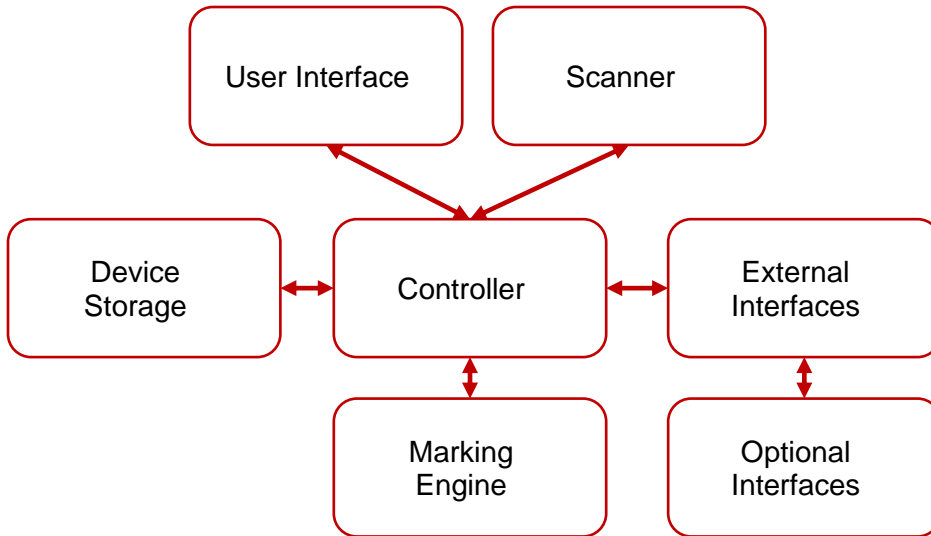 User Interface
Scanner
Device
Storage
Controller
External
Interfaces
Marking
Engine
Optional
Interfaces